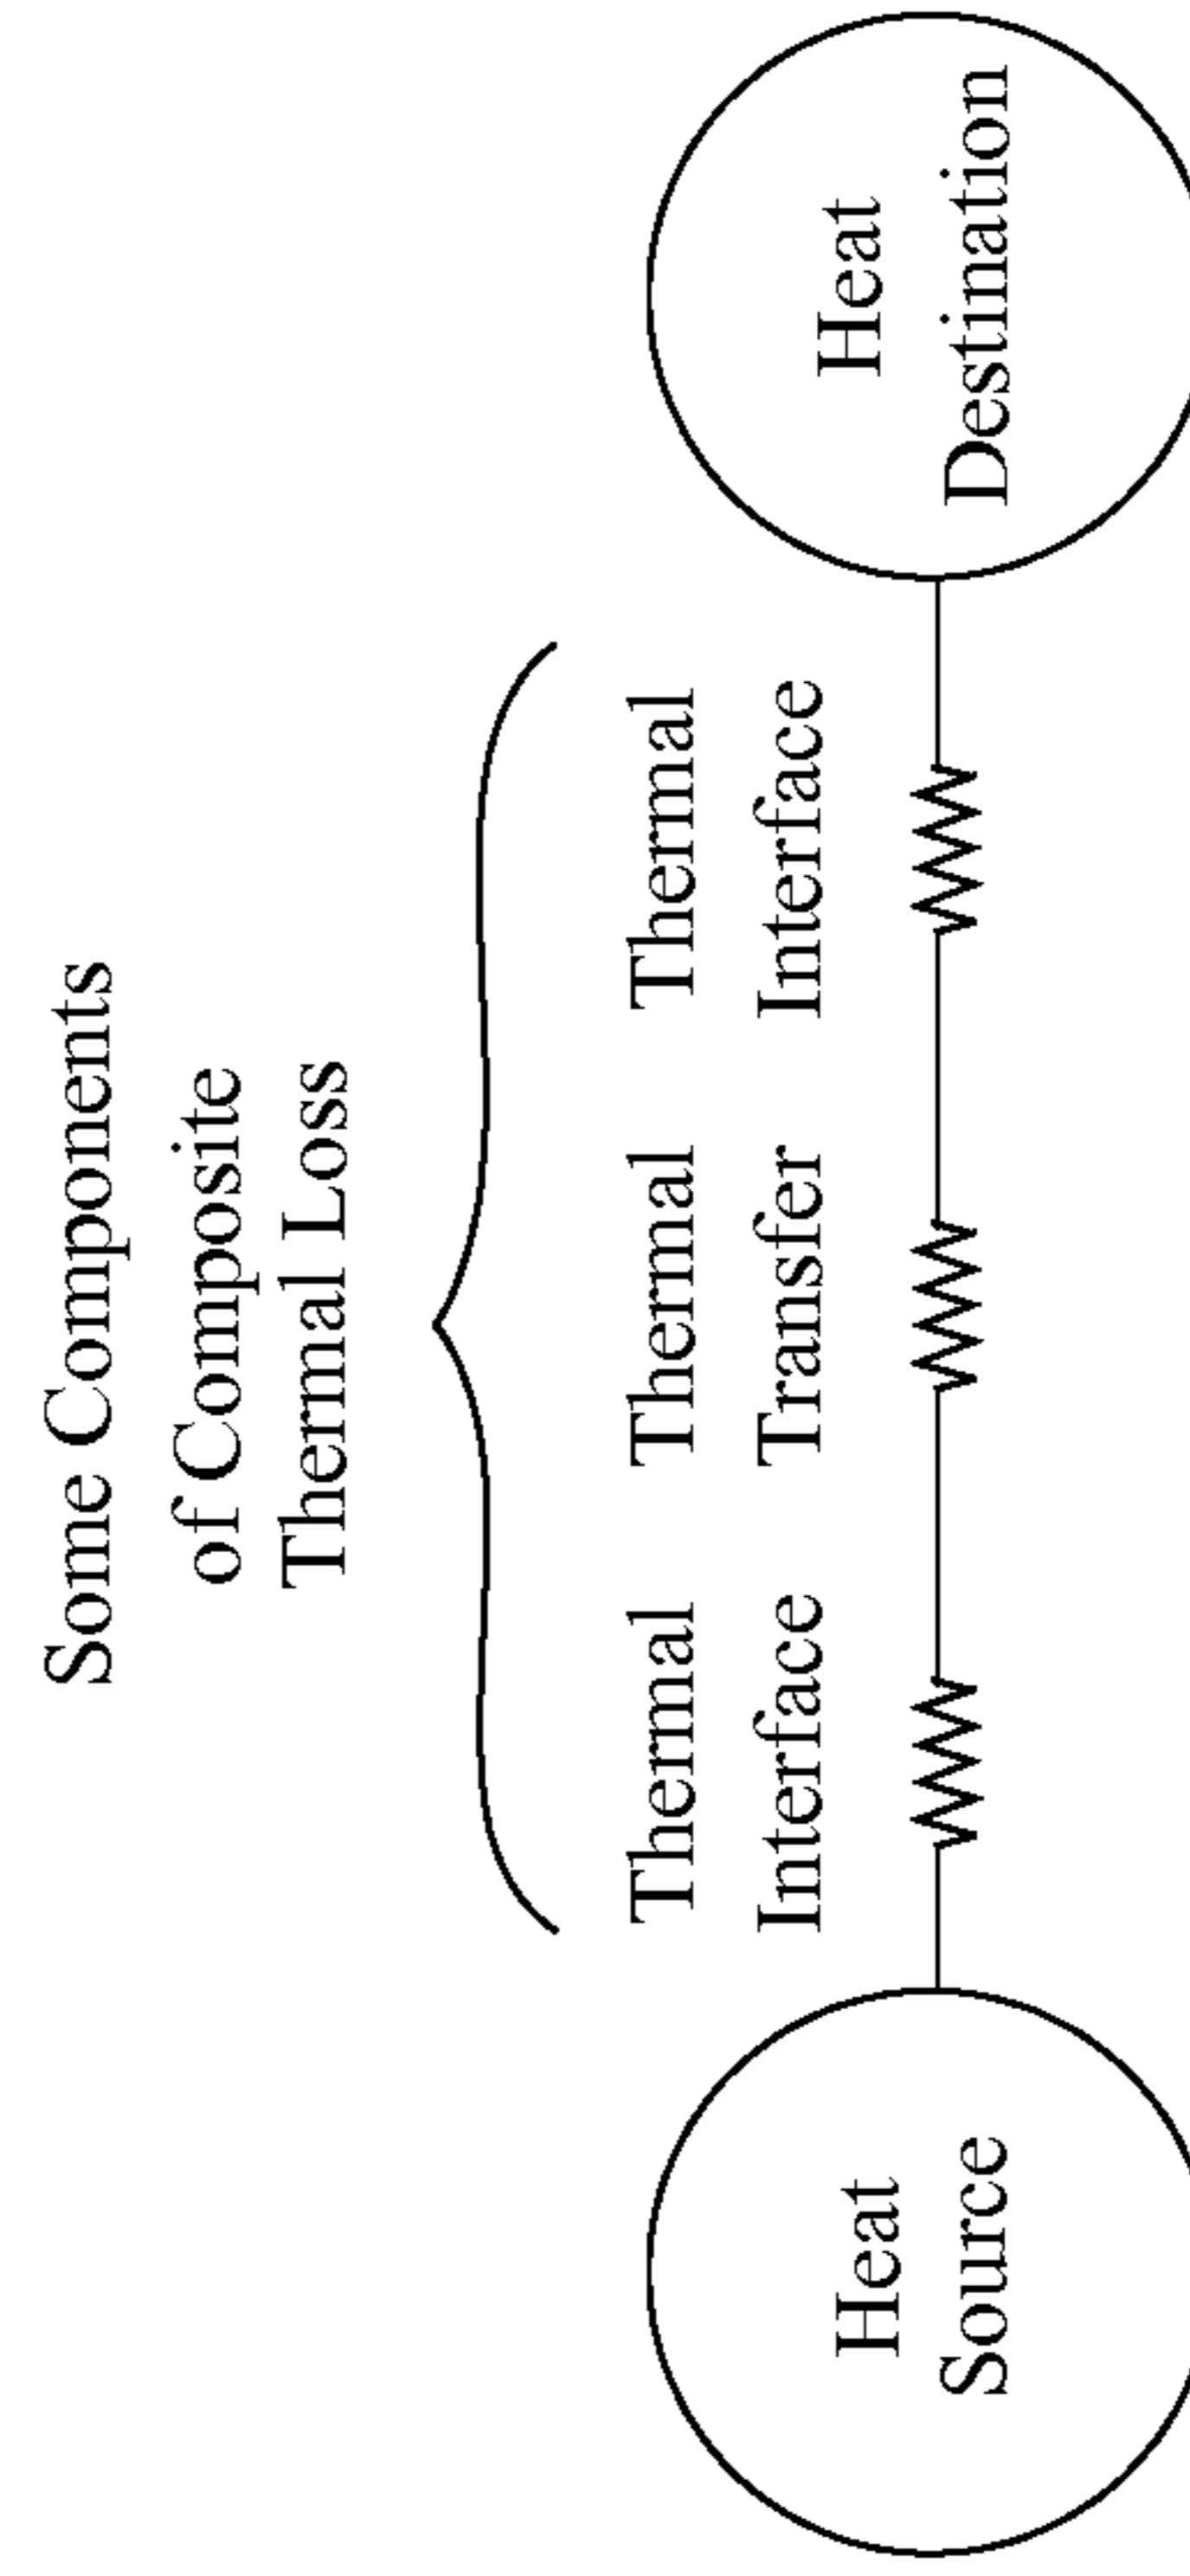 Some Components
of Composite
Thermal Loss
Thermal
Interface
Thermal
Transfer
Thermal
Interface
Heat
Source
Heat
Destination